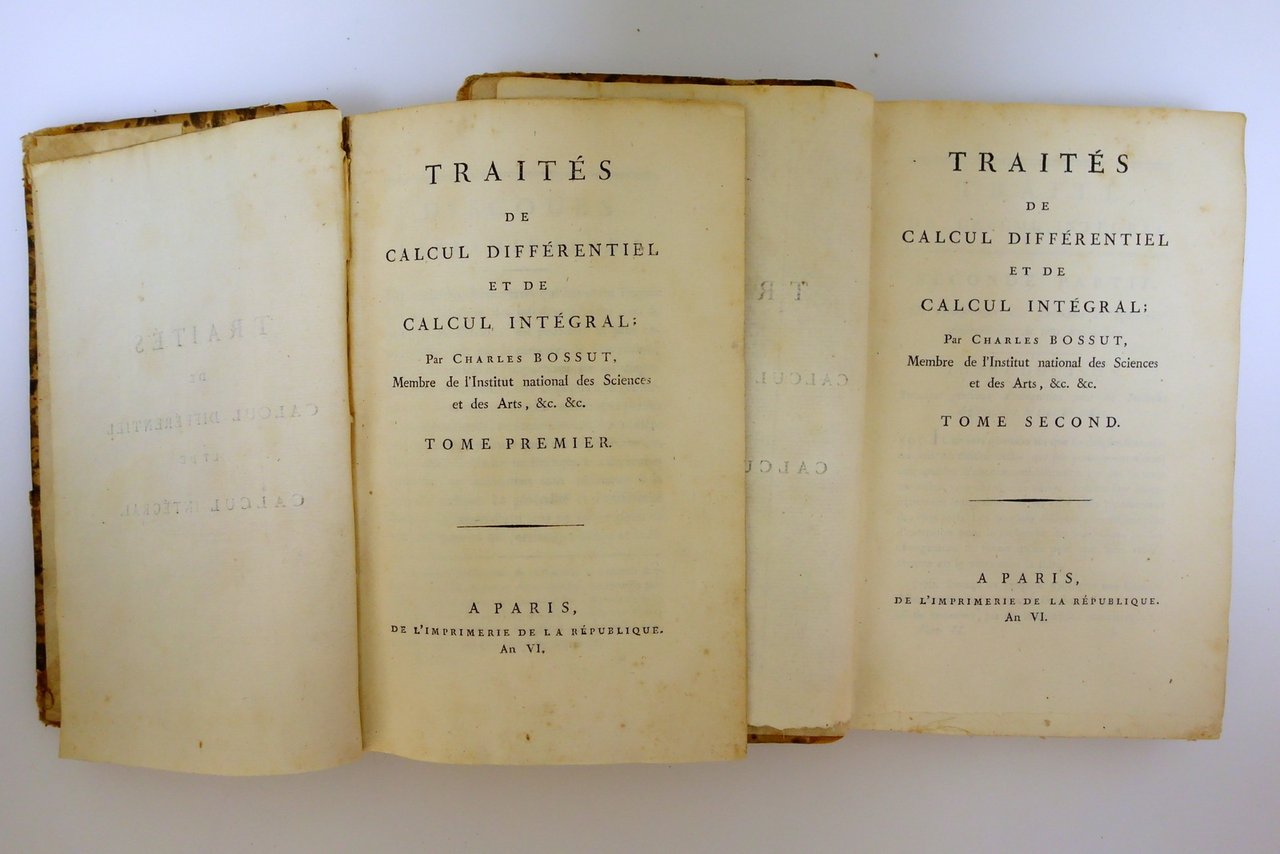 TRAITÉS
DE
CALCUL DIFFÉRENTIEL
ET DE
CALCUL INTÉGRAL;
Par CHARLES BOSSUT,
Membre de l'Institut national des Sciences
et des Arts, &c. &c.
TOME PREMIER.
A PARIS,
DE L'IMPRIMERIE DE LA RÉPUBLIQUE.
An VI.
TRAITÉS
DE
CALCUL DIFFÉRENTIEL
ET DE
CALCUL INTÉGRAL;
Par CHARLES BOSSUT,
Membre de l'Institut national des Sciences
et des Arts, &c. &c.
TOME SECOND.
A PARIS,
DE L'IMPRIMERIE DE LA RÉPUBLIQUE.
An VI.